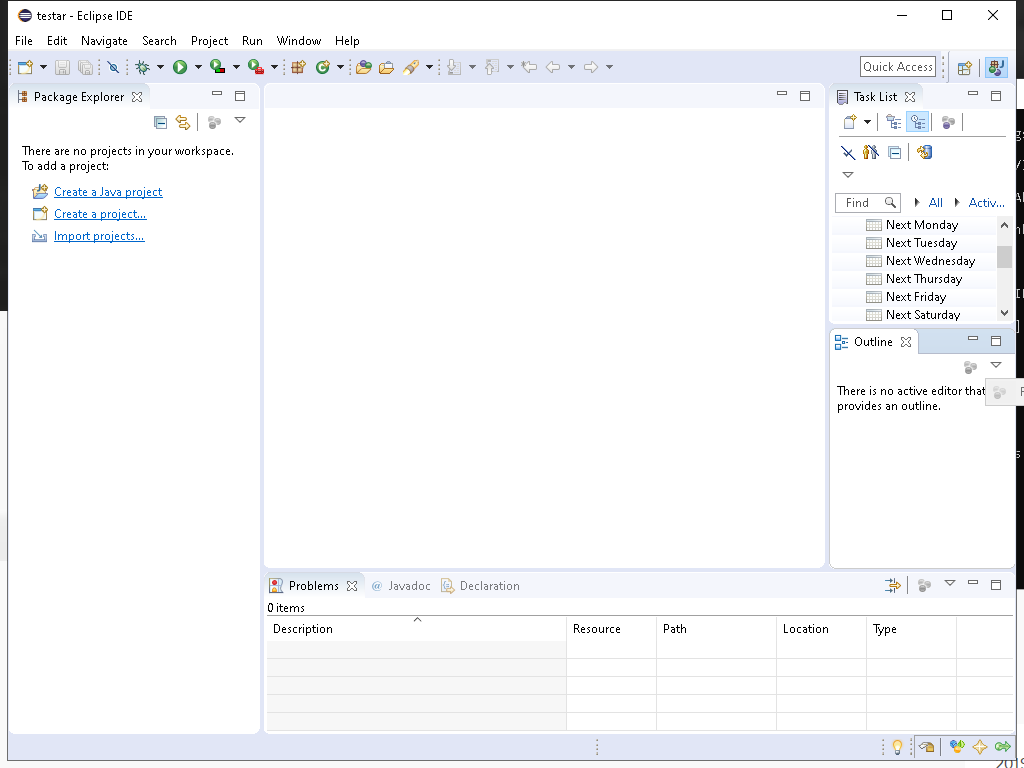 testar - Eclipse IDE
File Edit Navigate Search Project Run Window Help
Quick Access
Package Explorer
There are no projects in your workspace.
To add a project:
Create a Java project
Create a project...
Import projects...
Task List
Find All Activ...
Next Monday
Next Tuesday
Next Wednesday
Next Thursday
Next Friday
Next Saturday
Outline
There is no active editor that
provides an outline.
Problems @ Javadoc Declaration
0 items
Description Resource Path Location Type